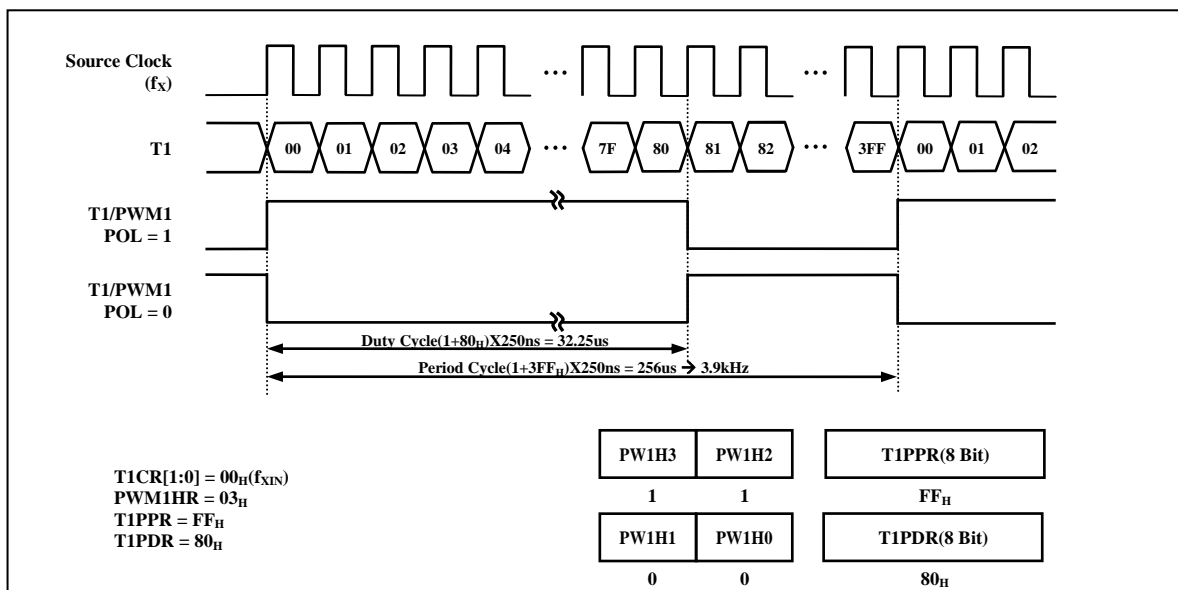 Source Clock
(fX)
T1
00 01 02 03 04 ••• 7F 80 81 82 ••• 3FF 00 01 02
T1/PWM1
POL = 1
T1/PWM1
POL = 0
Duty Cycle(1+80H)X250ns = 32.25us
Period Cycle(1+3FFH)X250ns = 256us → 3.9kHz
PW1H3 PW1H2 T1PPR(8 Bit)
1 1 FFH
PW1H1 PW1H0 T1PDR(8 Bit)
0 0 80H
T1CR[1:0] = 00H(fXIN)
PWM1HR = 03H
T1PPR = FFH
T1PDR = 80H